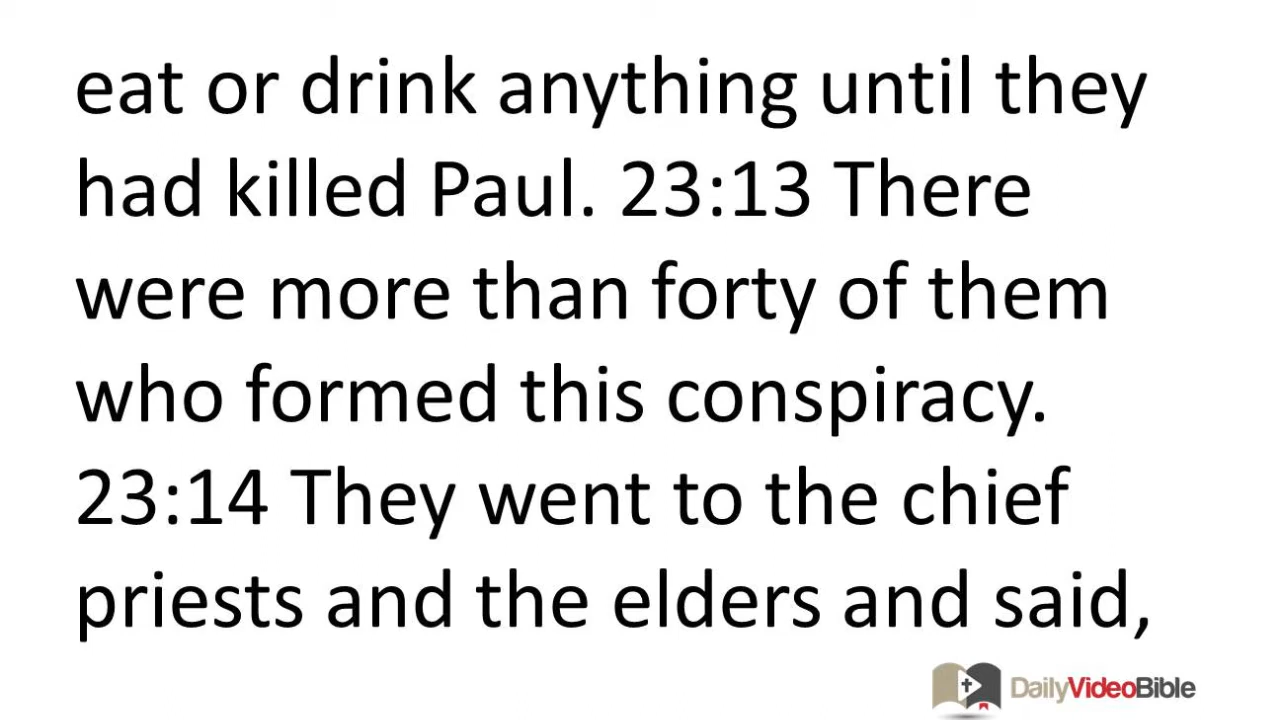 eat or drink anything until they
had killed Paul. 23:13 There
were more than forty of them
who formed this conspiracy.
23:14 They went to the chief
priests and the elders and said,
DailyVideoBible